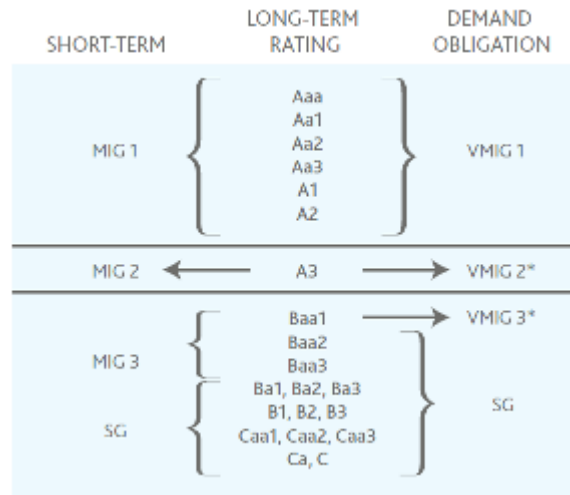 SHORT-TERM
LONG-TERM
RATING
DEMAND
OBLIGATION
MIG 1
Aaa
Aa1
Aa2
Aa3
A1
A2
VMIG 1
MIG 2
A3
VMIG 2*
MIG 3
Baa1
Baa2
Baa3
VMIG 3*
SG
Ba1, Ba2, Ba3
B1, B2, B3
Caa1, Caa2, Caa3
Ca, C
SG